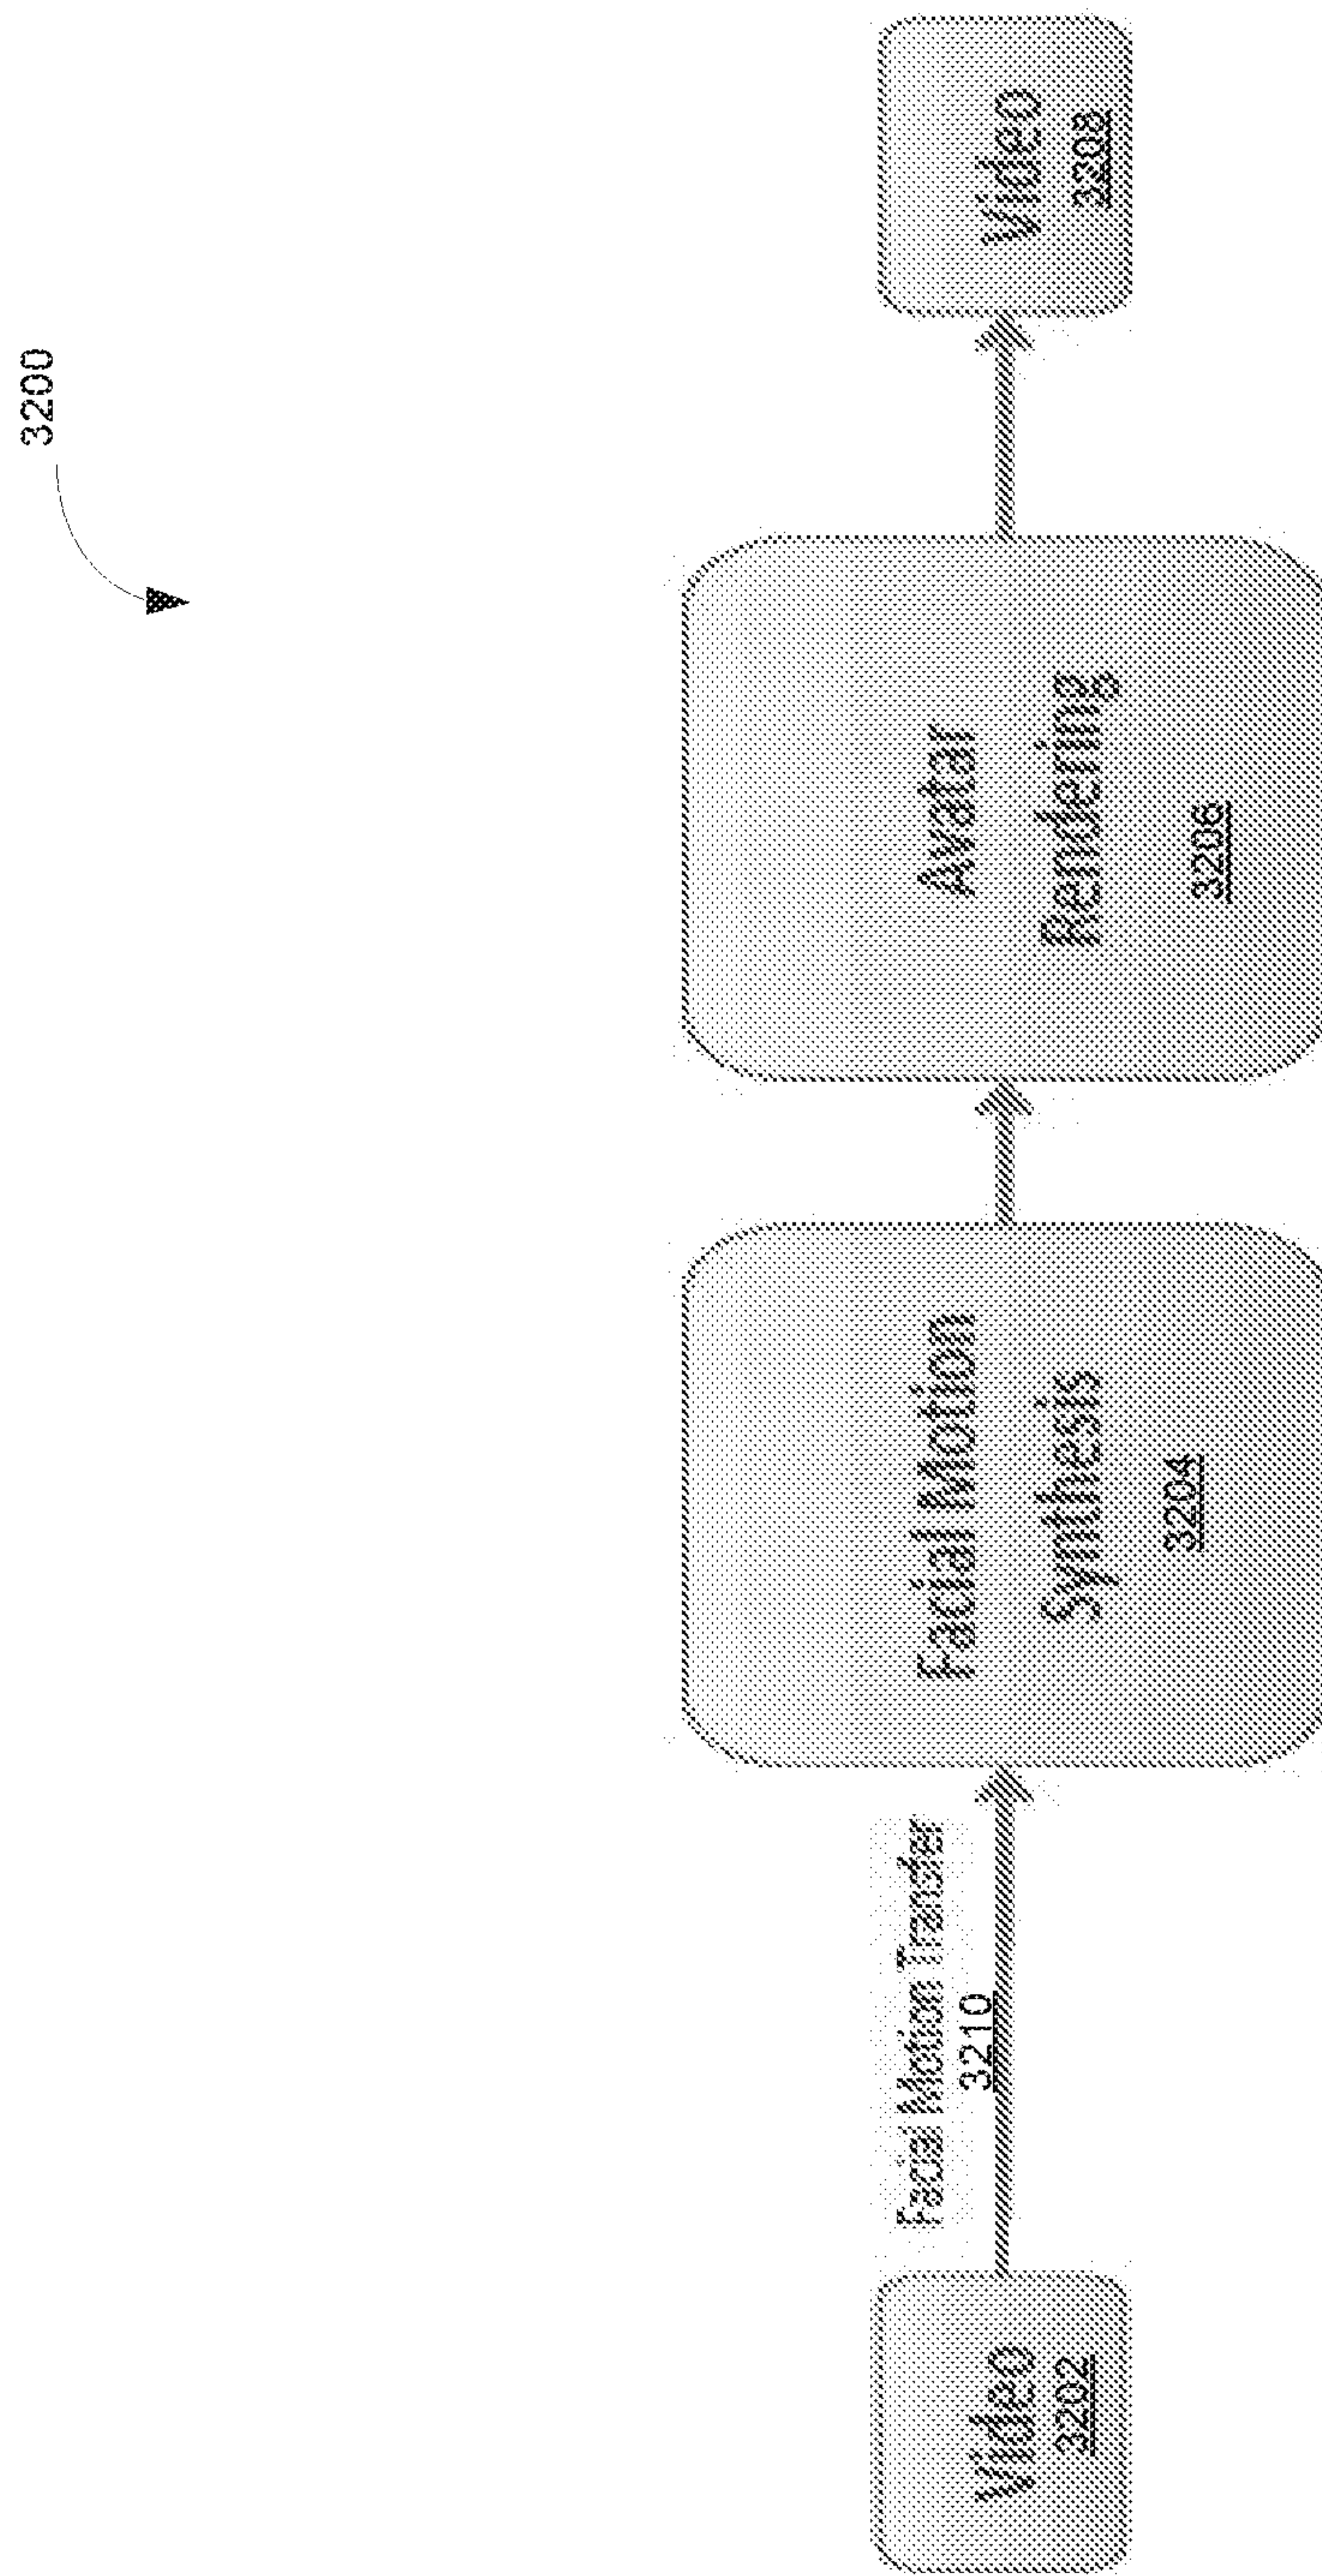 3200
Video
3202
Facial Motion Transfer
3210
Facial Motion
Synthesis
3204
Avatar
Rendering
3206
Video
3208